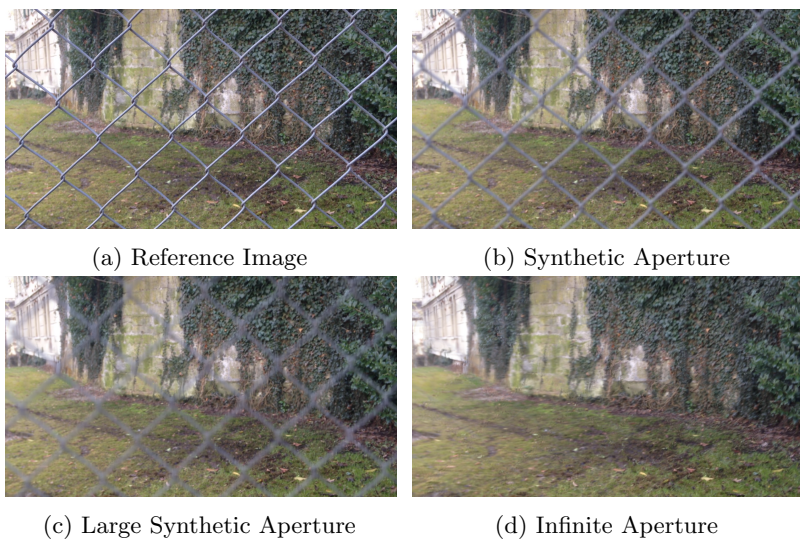 (a) Reference Image
(b) Synthetic Aperture
(c) Large Synthetic Aperture
(d) Infinite Aperture